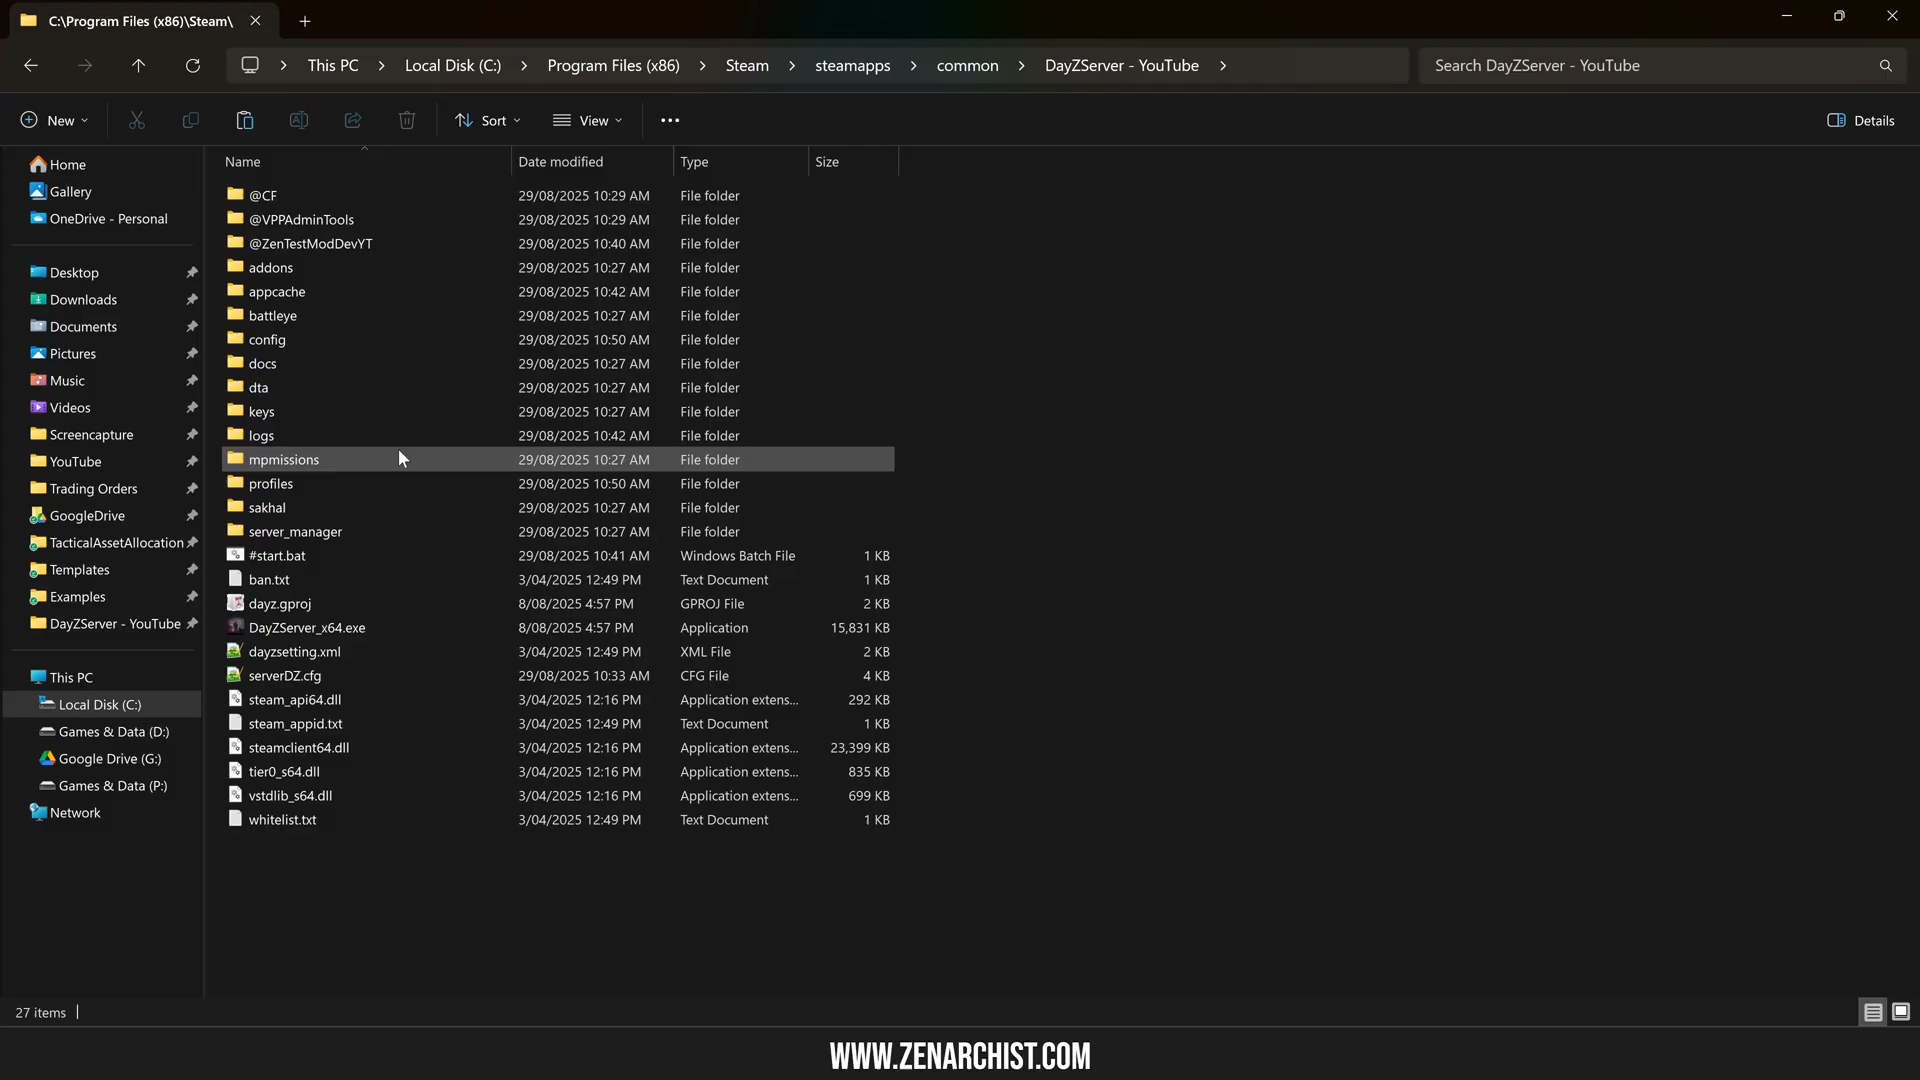 C:\Program Files (x86)\Steam\
This PC > Local Disk (C:) > Program Files (x86) > Steam > steamapps > common > DayZServer - YouTube >
Search DayZServer - YouTube
New
Sort
View
Details
Name Date modified Type Size
Home
Gallery
OneDrive - Personal
Desktop
Downloads
Documents
Pictures
Music
Videos
Screencapture
YouTube
Trading Orders
GoogleDrive
TacticalAssetAllocation
Templates
Examples
DayZServer - YouTube
This PC
Local Disk (C:)
Games & Data (D:)
Google Drive (G:)
Games & Data (P:)
Network
@CF 29/08/2025 10:29 AM File folder
@VPPAdminTools 29/08/2025 10:29 AM File folder
@ZenTestModDevYT 29/08/2025 10:40 AM File folder
addons 29/08/2025 10:27 AM File folder
appcache 29/08/2025 10:42 AM File folder
battleye 29/08/2025 10:27 AM File folder
config 29/08/2025 10:50 AM File folder
docs 29/08/2025 10:27 AM File folder
dta 29/08/2025 10:27 AM File folder
keys 29/08/2025 10:27 AM File folder
logs 29/08/2025 10:42 AM File folder
mpmissions 29/08/2025 10:27 AM File folder
profiles 29/08/2025 10:50 AM File folder
sakhal 29/08/2025 10:27 AM File folder
server_manager 29/08/2025 10:27 AM File folder
#start.bat 29/08/2025 10:41 AM Windows Batch File 1 KB
ban.txt 3/04/2025 12:49 PM Text Document 1 KB
dayz.gproj 8/08/2025 4:57 PM GPROJ File 2 KB
DayZServer_x64.exe 8/08/2025 4:57 PM Application 15,831 KB
dayzsetting.xml 3/04/2025 12:49 PM XML File 2 KB
serverDZ.cfg 29/08/2025 10:33 AM CFG File 4 KB
steam_api64.dll 3/04/2025 12:16 PM Application extens... 292 KB
steam_appid.txt 3/04/2025 12:49 PM Text Document 1 KB
steamclient64.dll 3/04/2025 12:16 PM Application extens... 23,399 KB
tier0_s64.dll 3/04/2025 12:16 PM Application extens... 835 KB
vstdlib_s64.dll 3/04/2025 12:16 PM Application extens... 699 KB
whitelist.txt 3/04/2025 12:49 PM Text Document 1 KB
27 items
WWW.ZENARCHIST.COM